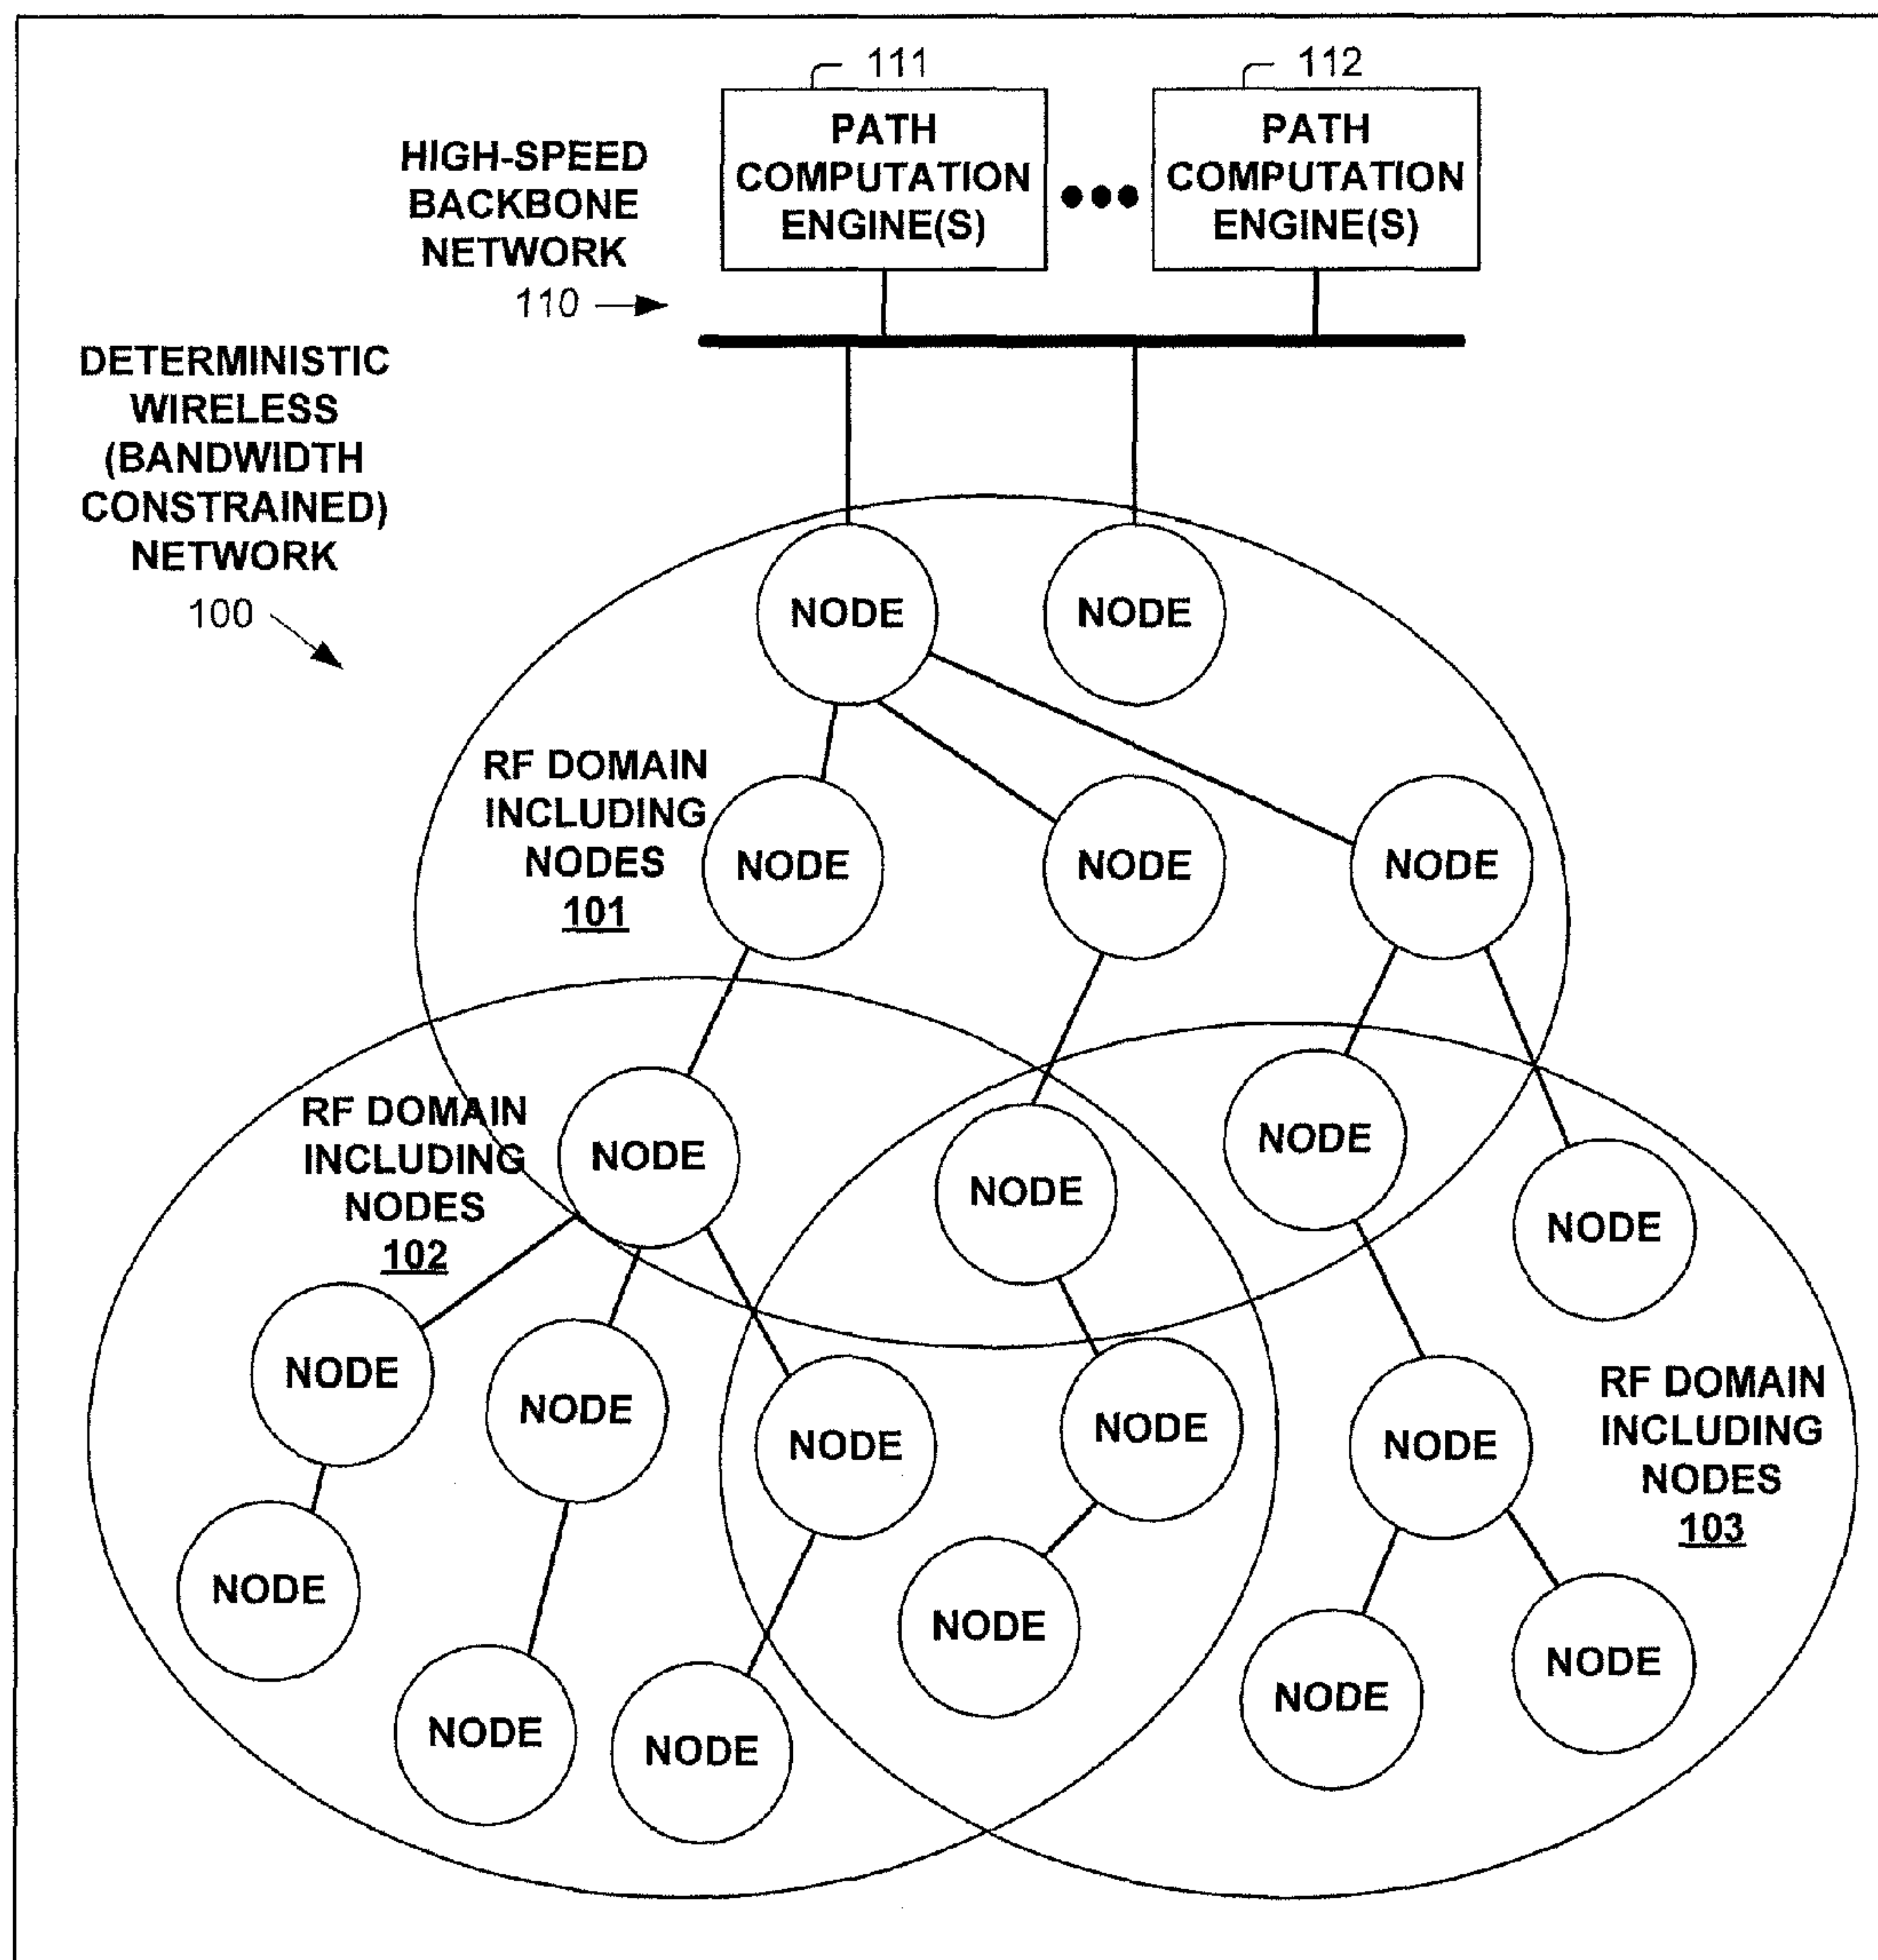 111
112
PATH
COMPUTATION
ENGINE(S)
PATH
COMPUTATION
ENGINE(S)
HIGH-SPEED
BACKBONE
NETWORK
110
DETERMINISTIC
WIRELESS
(BANDWIDTH
CONSTRAINED)
NETWORK
100
NODE
NODE
RF DOMAIN
INCLUDING
NODES
101
NODE
NODE
NODE
RF DOMAIN
INCLUDING
NODES
102
NODE
NODE
NODE
NODE
NODE
NODE
NODE
NODE
NODE
RF DOMAIN
INCLUDING
NODES
103
NODE
NODE
NODE
NODE
NODE
NODE